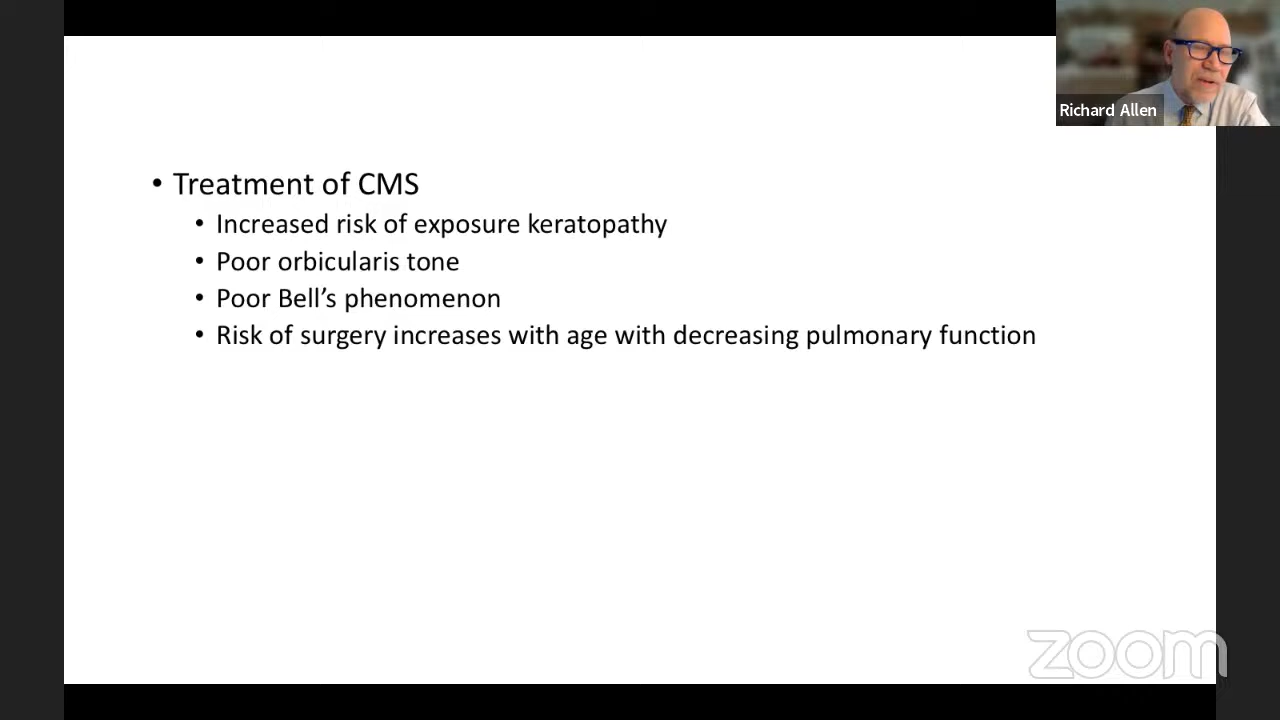 Richard Allen
• Treatment of CMS
• Increased risk of exposure keratopathy
• Poor orbicularis tone
• Poor Bell’s phenomenon
• Risk of surgery increases with age with decreasing pulmonary function
zoom